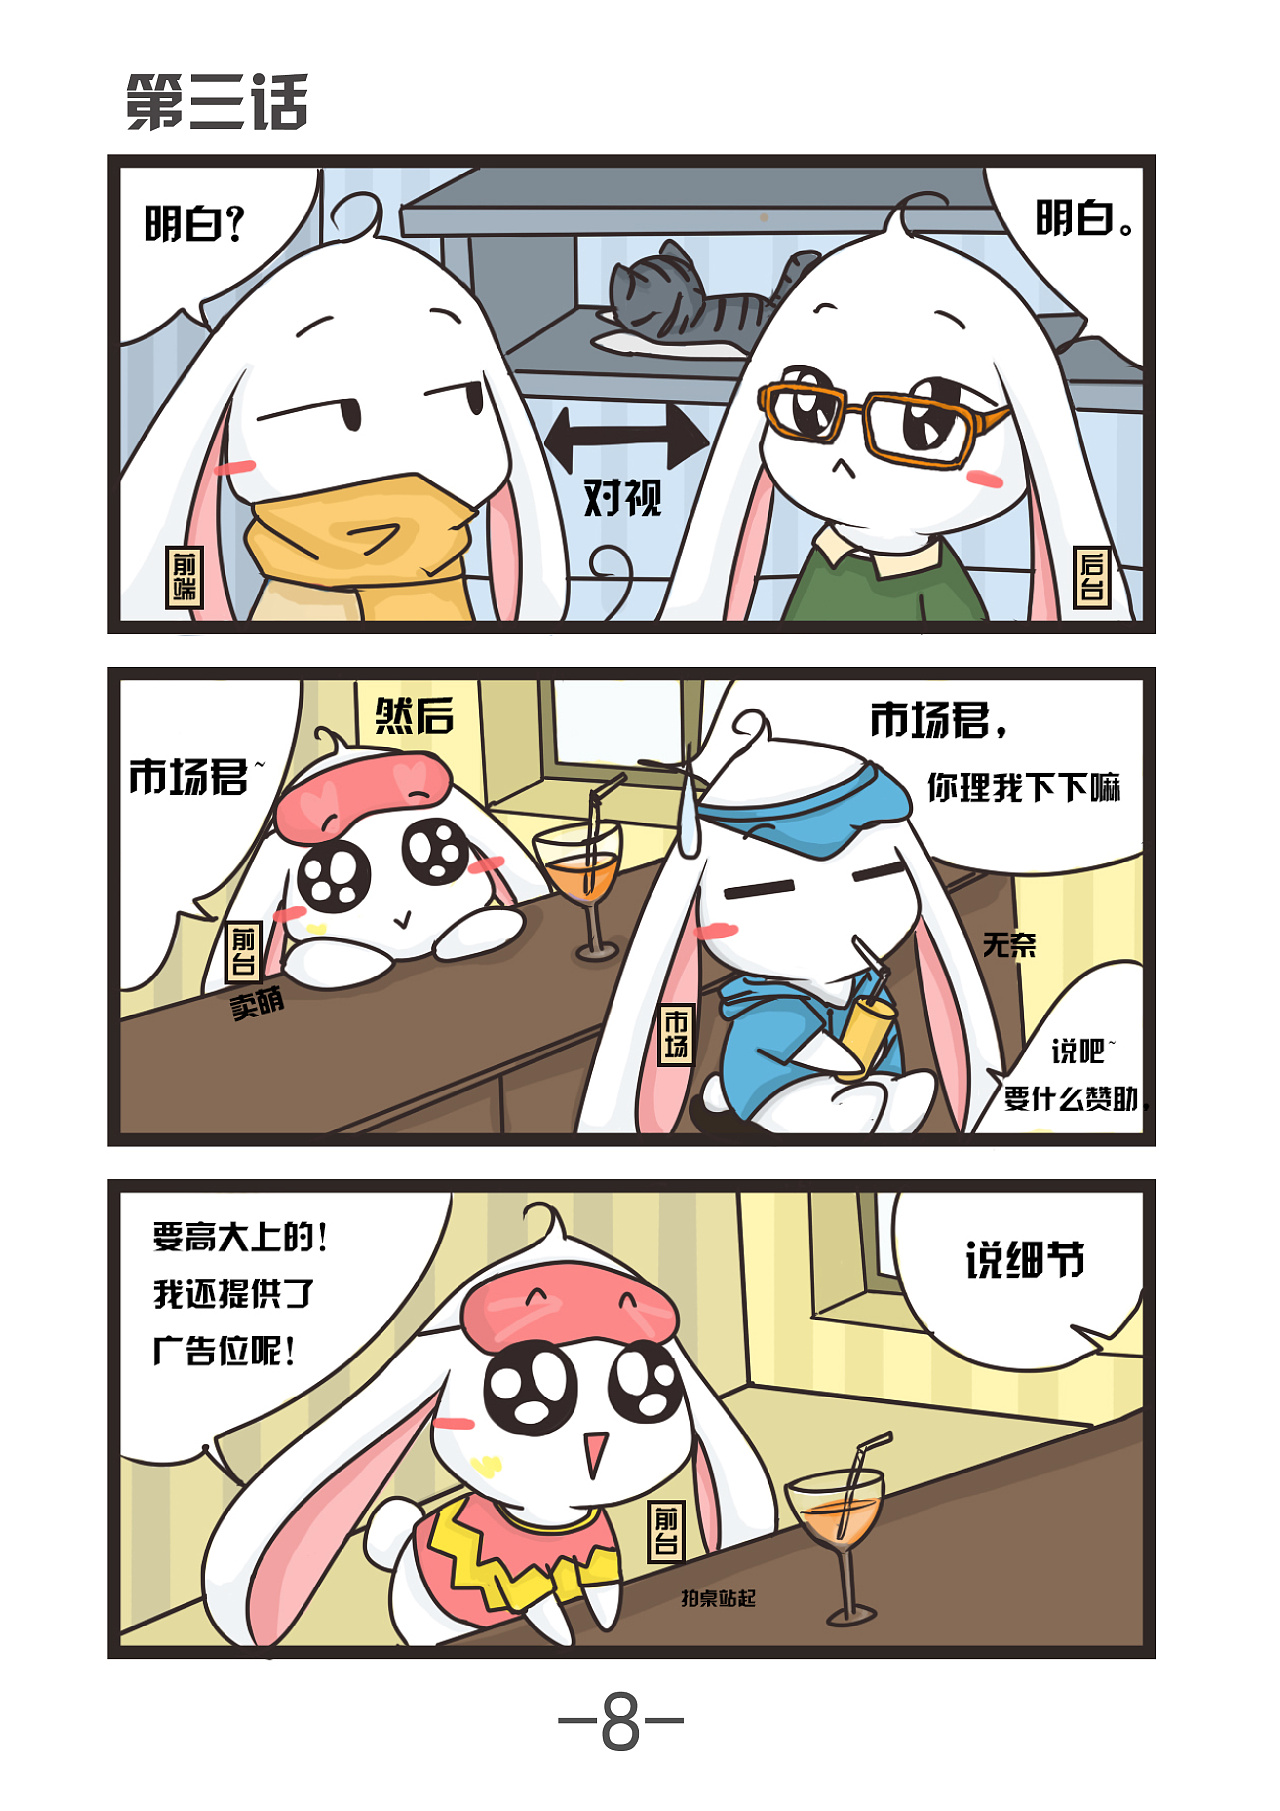 第三话
明白？
明白。
对视
前端
后台
然后
市场君~
市场君，
你理我下下嘛
前台
卖萌
无奈
市场
说吧~
要什么赞助，
要高大上的！
我还提供了
广告位呢！
说细节
前台
拍桌站起
—8—